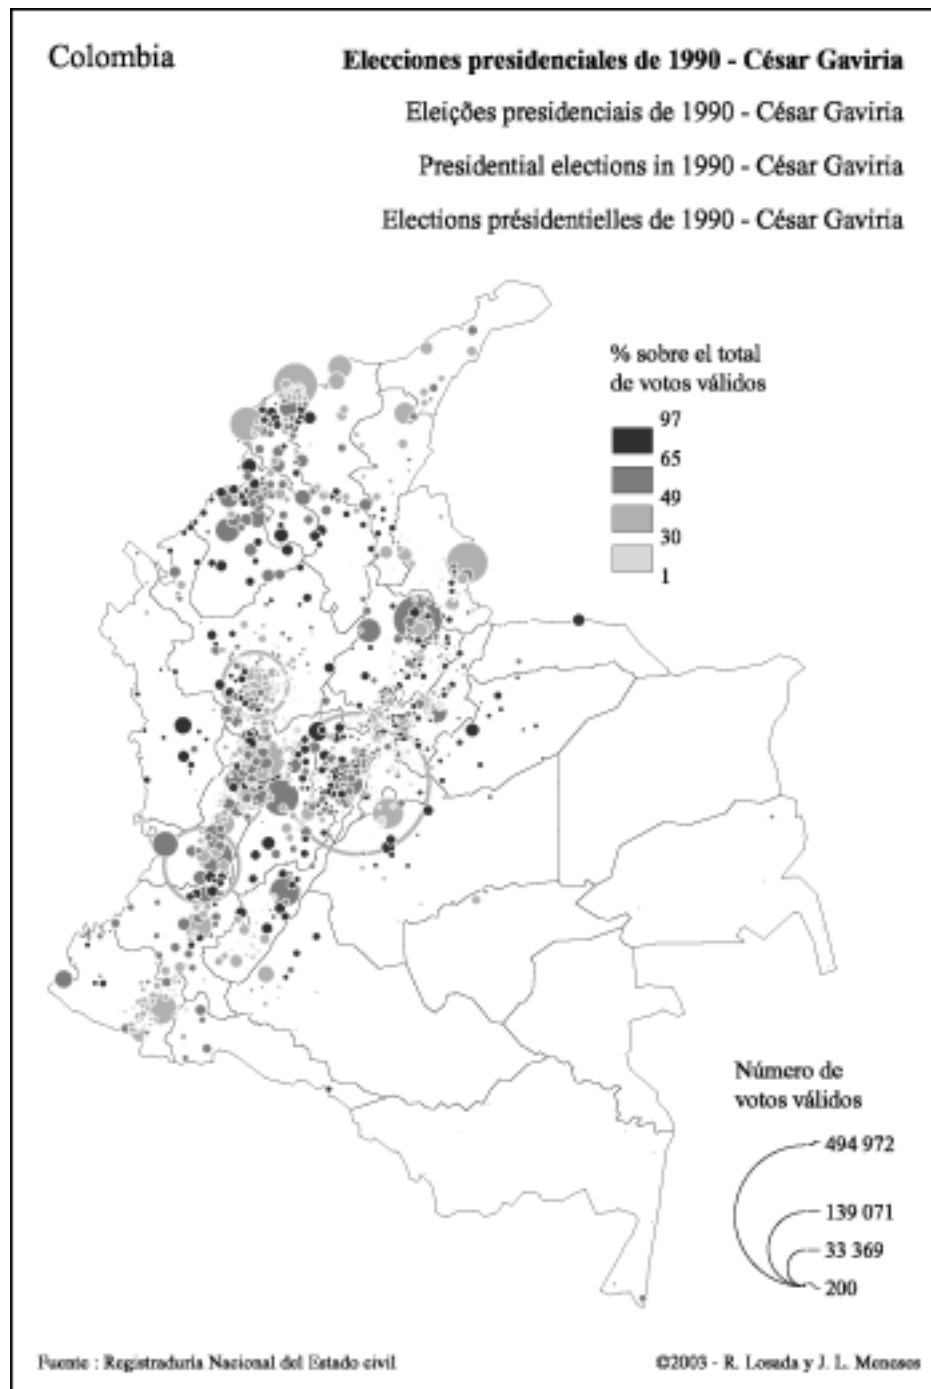 Colombia
Elecciones presidenciales de 1990 - César Gaviria
Eleições presidenciais de 1990 - César Gaviria
Presidential elections in 1990 - César Gaviria
Elections présidentielles de 1990 - César Gaviria
% sobre el total
de votos válidos
97
65
49
30
1
Número de
votos válidos
494 972
139 071
33 369
200
Fuente : Registraduría Nacional del Estado civil
©2003 - R. Losada y J. L. Meneses